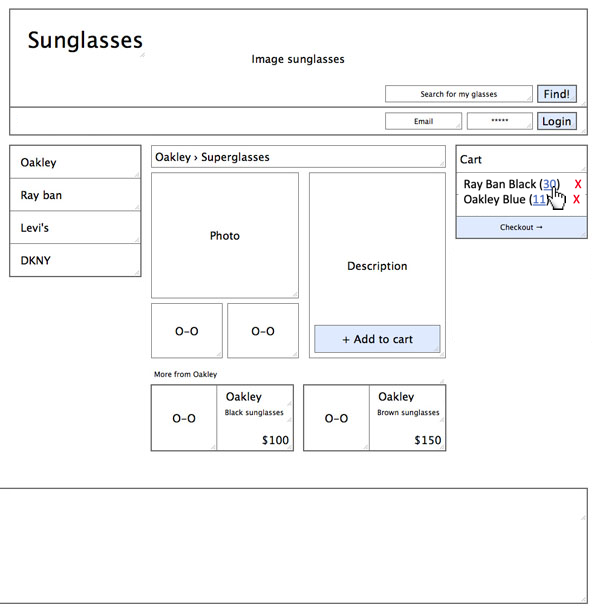 Sunglasses
Image sunglasses
Search for my glasses
Find!
Email
*****
Login
Oakley
Ray ban
Levi's
DKNY
Oakley › Superglasses
Photo
Description
O-O
O-O
+ Add to cart
Cart
Ray Ban Black (30) X
Oakley Blue (11) X
Checkout →
More from Oakley
O-O
Oakley
Black sunglasses
$100
O-O
Oakley
Brown sunglasses
$150